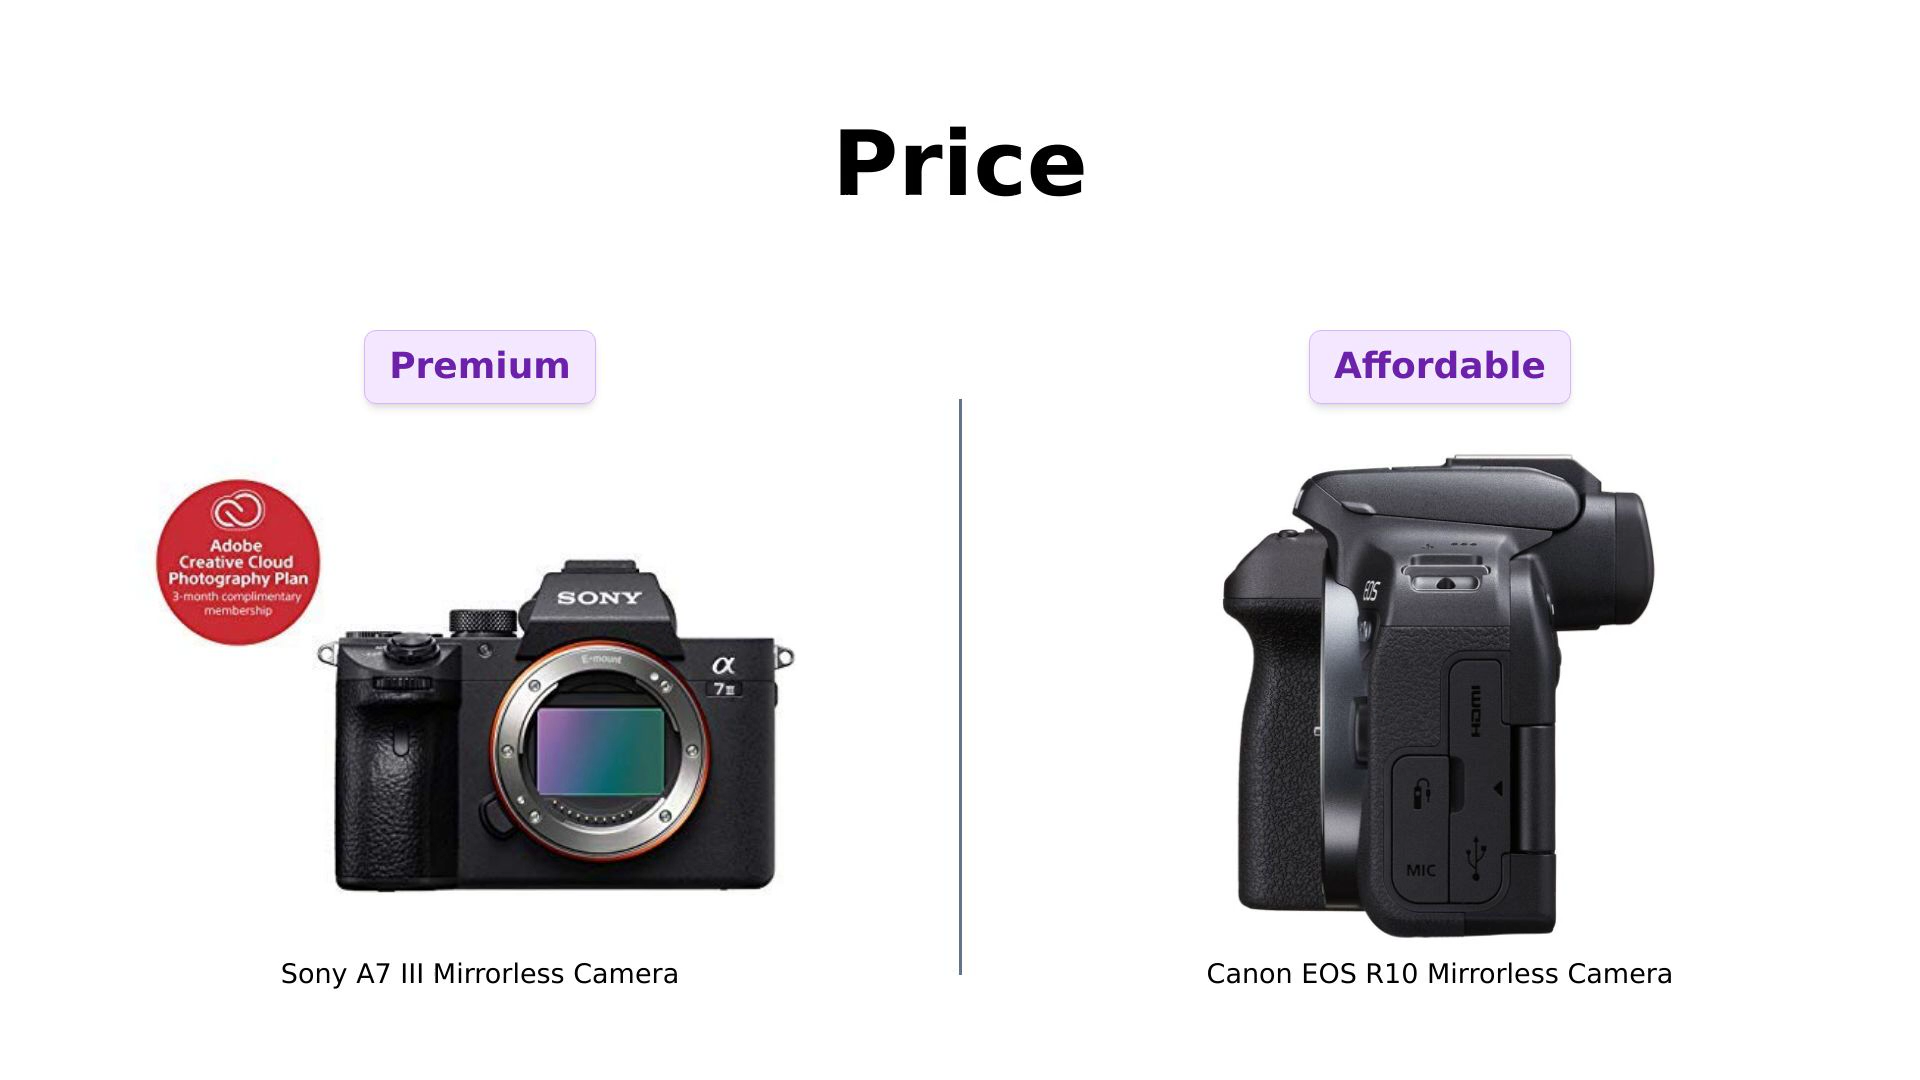 Price
Premium
Affordable
Adobe
Creative Cloud
Photography Plan
3-month complimentary
membership
SONY
E-mount
α
7III
EOS
HDMI
MIC
Sony A7 III Mirrorless Camera
Canon EOS R10 Mirrorless Camera